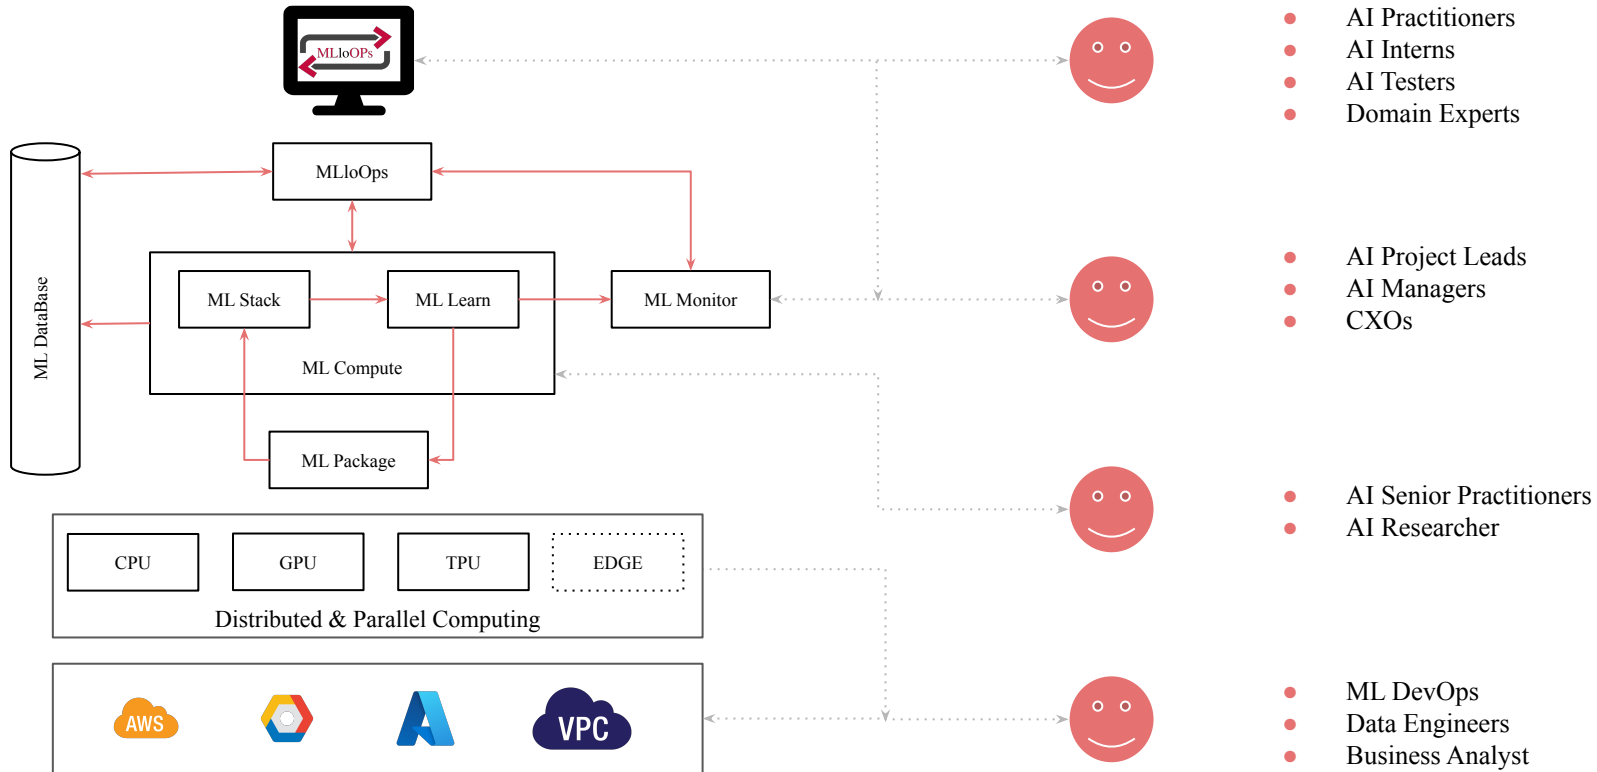 MLloOPs
AI Practitioners
AI Interns
AI Testers
Domain Experts
MLloOps
ML DataBase
ML Stack
ML Learn
ML Monitor
ML Compute
AI Project Leads
AI Managers
CXOs
ML Package
AI Senior Practitioners
AI Researcher
CPU
GPU
TPU
EDGE
Distributed & Parallel Computing
AWS
VPC
ML DevOps
Data Engineers
Business Analyst